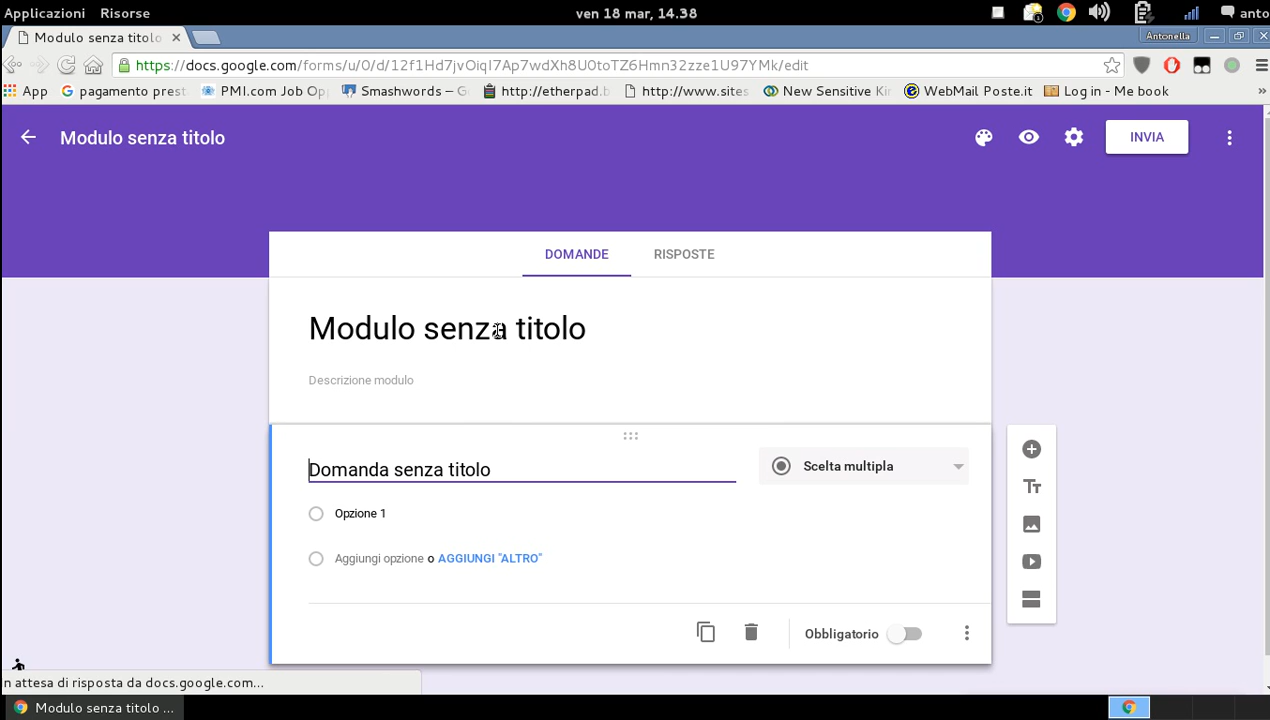 Applicazioni Risorse ven 18 mar, 14.38 anto
Modulo senza titolo Antonella
https://docs.google.com/forms/u/0/d/12f1Hd7jvOiqI7Ap7wdXh8U0toTZ6Hmn32zze1U97YMk/edit
App pagamento prest PMI.com Job Op Smashwords – G http://etherpad.b http://www.sites New Sensitive Kir WebMail Poste.it Log in - Me book »
Modulo senza titolo INVIA
DOMANDE RISPOSTE
Modulo senza titolo
Descrizione modulo
Domanda senza titolo Scelta multipla
Opzione 1
Aggiungi opzione o AGGIUNGI "ALTRO"
Obbligatorio
n attesa di risposta da docs.google.com...
Modulo senza titolo ...